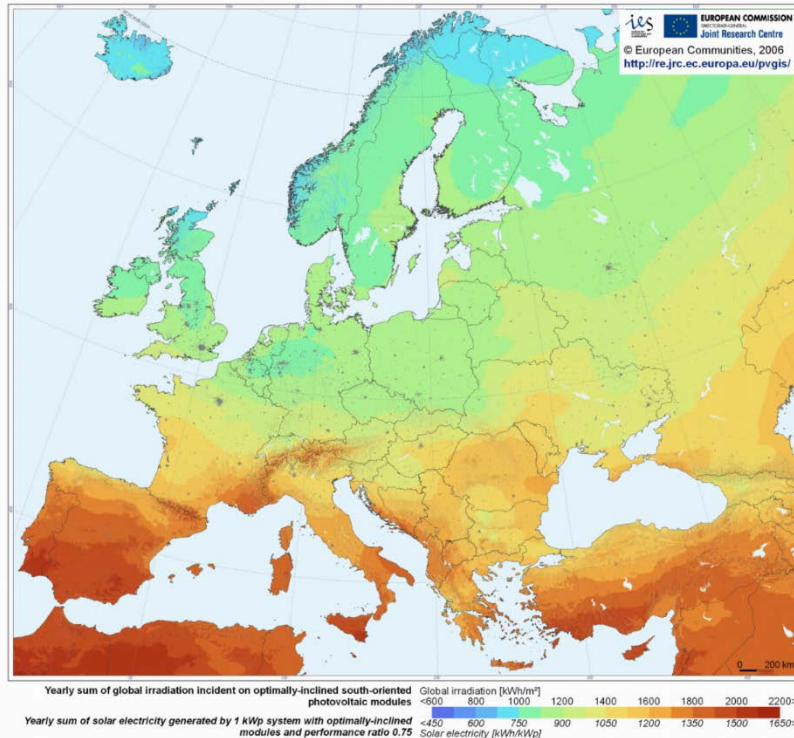 ies
EUROPEAN COMMISSION
DIRECTORATE-GENERAL
Joint Research Centre
© European Communities, 2006
http://re.jrc.ec.europa.eu/pvgis/
0 200 km
Yearly sum of global irradiation incident on optimally-inclined south-oriented
photovoltaic modules
Yearly sum of solar electricity generated by 1 kWp system with optimally-inclined
modules and performance ratio 0.75
Global irradiation [kWh/m²]
<600 800 1000 1200 1400 1600 1800 2000 2200>
<450 600 750 900 1050 1200 1350 1500 1650>
Solar electricity [kWh/kWp]